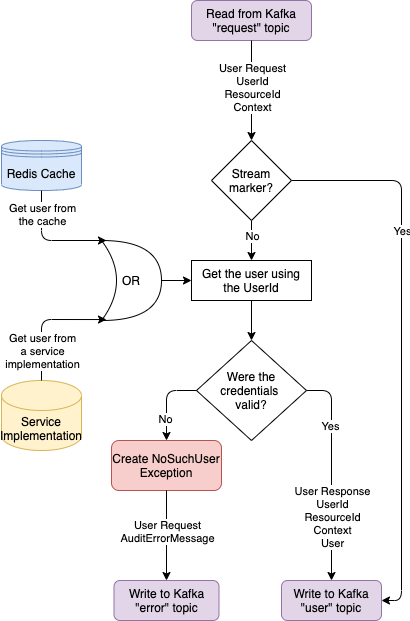 Read from Kafka
"request" topic
User Request
UserId
ResourceId
Context
Stream
marker?
Redis Cache
Get user from
the cache
Yes
No
OR
Get the user using
the UserId
Get user from
a service
implementation
Service
Implementation
Were the
credentials
valid?
No
Yes
Create NoSuchUser
Exception
User Request
AuditErrorMessage
User Response
UserId
ResourceId
Context
User
Write to Kafka
"error" topic
Write to Kafka
"user" topic